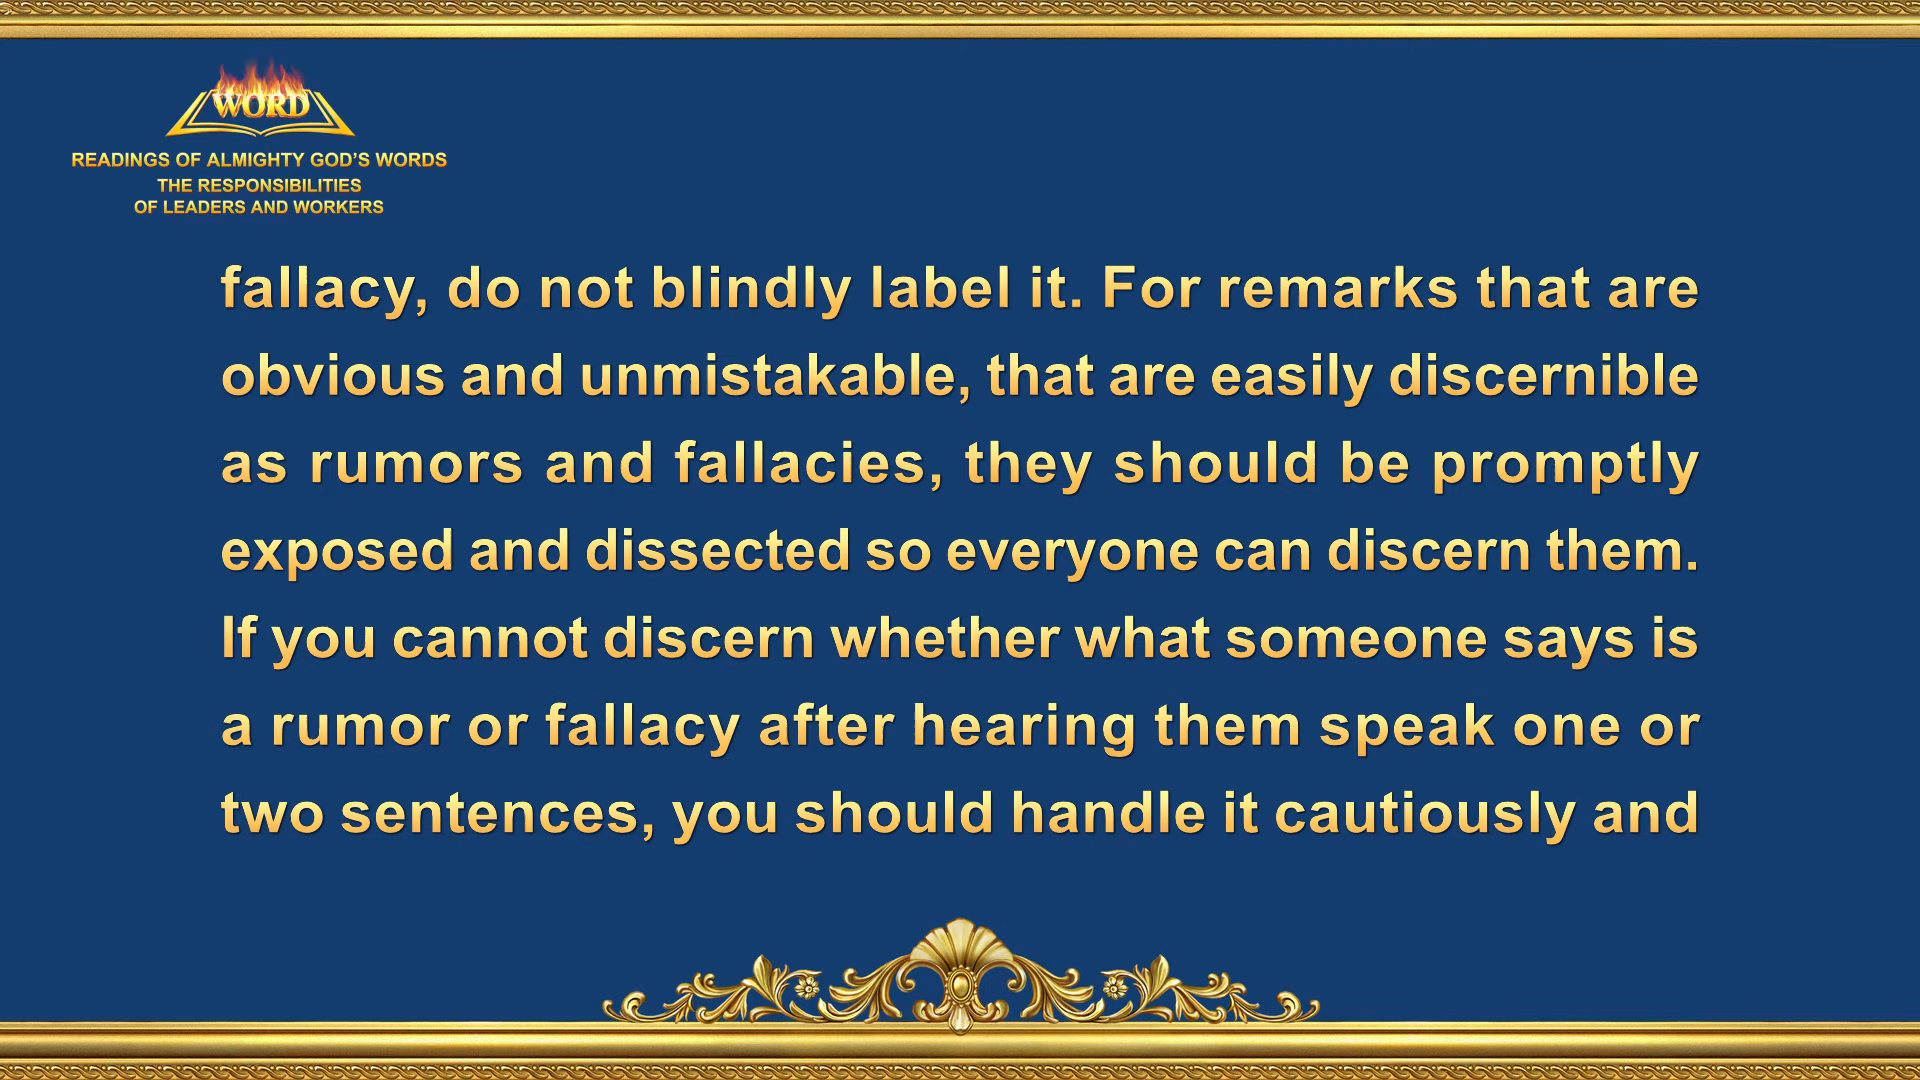 WORD
READINGS OF ALMIGHTY GOD’S WORDS
THE RESPONSIBILITIES
OF LEADERS AND WORKERS
fallacy, do not blindly label it. For remarks that are
obvious and unmistakable, that are easily discernible
as rumors and fallacies, they should be promptly
exposed and dissected so everyone can discern them.
If you cannot discern whether what someone says is
a rumor or fallacy after hearing them speak one or
two sentences, you should handle it cautiously and